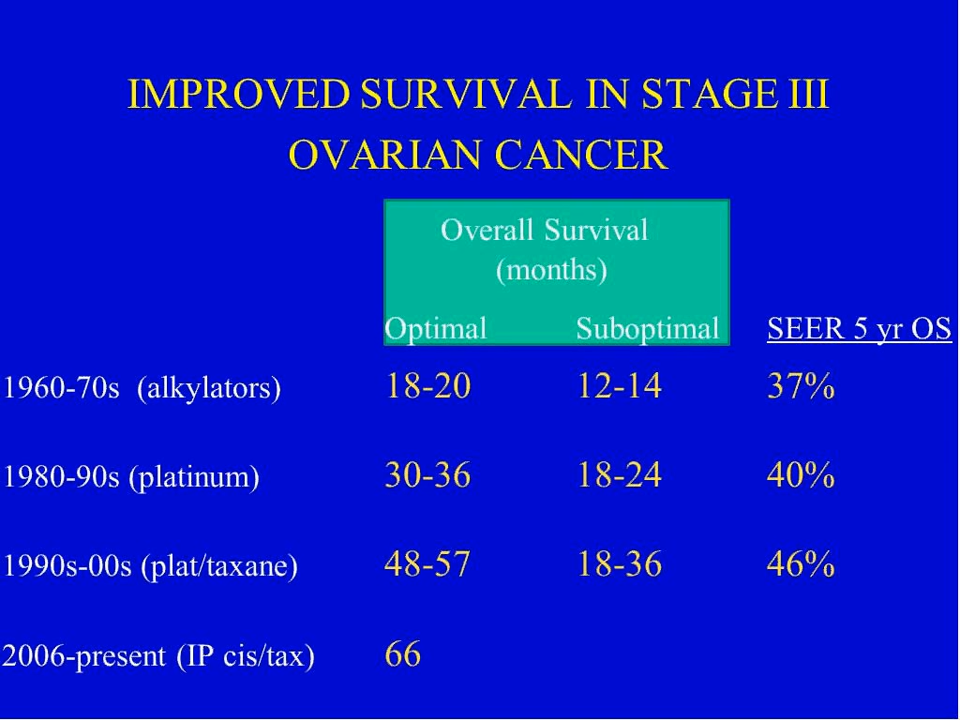 IMPROVED SURVIVAL IN STAGE III
OVARIAN CANCER
Overall Survival
(months)
Optimal Suboptimal SEER 5 yr OS
1960-70s (alkylators) 18-20 12-14 37%
1980-90s (platinum) 30-36 18-24 40%
1990s-00s (plat/taxane) 48-57 18-36 46%
2006-present (IP cis/tax) 66